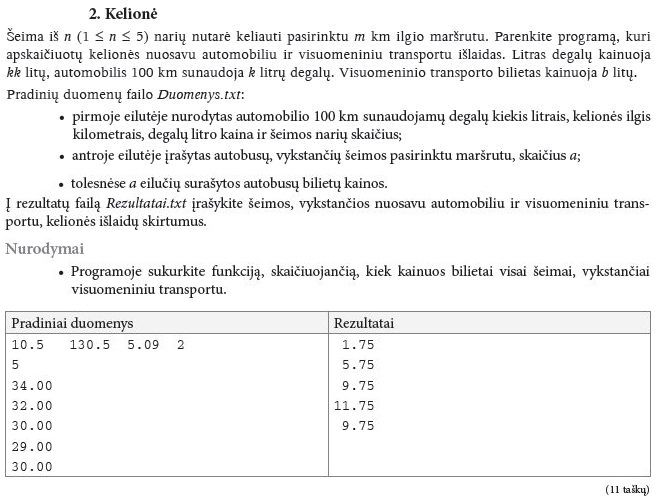 2. Kelionė
Šeima iš n (1 ≤ n ≤ 5) narių nutarė keliauti pasirinktu m km ilgio maršrutu. Parenkite programą, kuri
apskaičiuotų kelionės nuosavu automobiliu ir visuomeniniu transportu išlaidas. Litras degalų kainuoja
kk litų, automobilis 100 km sunaudoja k litrų degalų. Visuomeninio transporto bilietas kainuoja b litų.
Pradinių duomenų failo Duomenys.txt:
• pirmoje eilutėje nurodytas automobilio 100 km sunaudojamų degalų kiekis litrais, kelionės ilgis
kilometrais, degalų litro kaina ir šeimos narių skaičius;
• antroje eilutėje įrašytas autobusų, vykstančių šeimos pasirinktu maršrutu, skaičius a;
• tolesnėse a eilučių surašytos autobusų bilietų kainos.
Į rezultatų failą Rezultatai.txt įrašykite šeimos, vykstančios nuosavu automobiliu ir visuomeniniu trans-
portu, kelionės išlaidų skirtumus.
Nurodymai
• Programoje sukurkite funkciją, skaičiuojančią, kiek kainuos bilietai visai šeimai, vykstančiai
visuomeniniu transportu.
Pradiniai duomenys Rezultatai
10.5 130.5 5.09 2 1.75
5 5.75
34.00 9.75
32.00 11.75
30.00 9.75
29.00
30.00
(11 taškų)